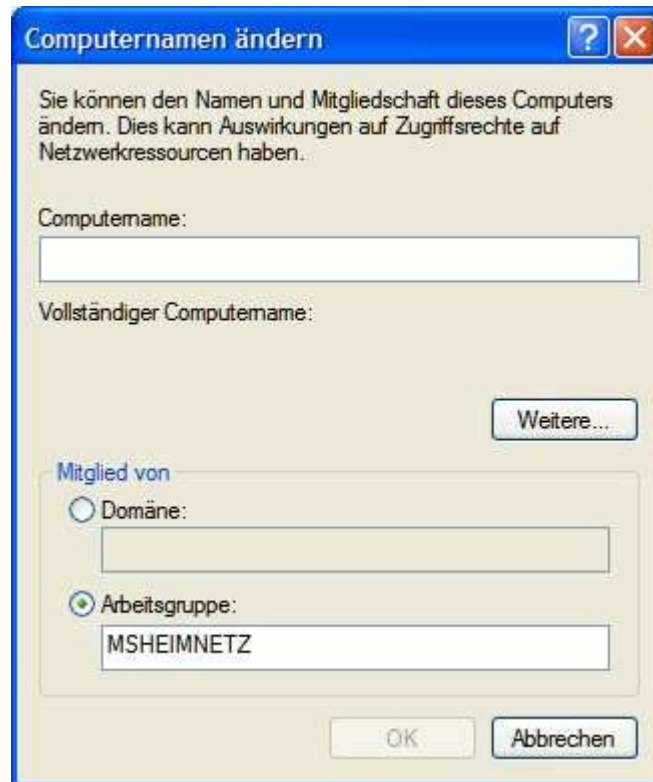 Computernamen ändern
Sie können den Namen und Mitgliedschaft dieses Computers
ändern. Dies kann Auswirkungen auf Zugriffsrechte auf
Netzwerkressourcen haben.
Computername:
Vollständiger Computername:
Weitere...
Mitglied von
Domäne:
Arbeitsgruppe:
MSHEIMNETZ
OK Abbrechen